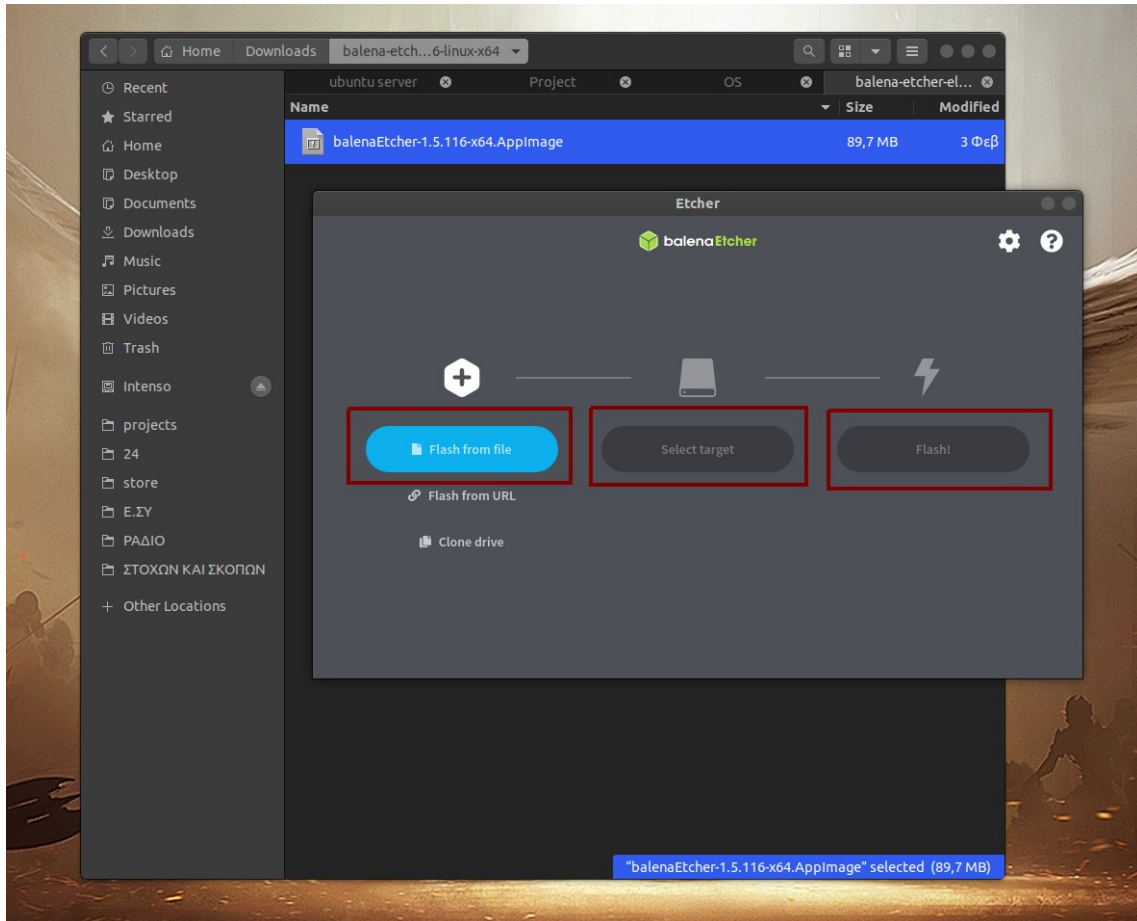 Home Downloads balena-etch...6-linux-x64
ubuntu server Project OS balena-etcher-el...
Name Size Modified
balenaEtcher-1.5.116-x64.AppImage 89,7 MB 3 Φεβ
Recent
Starred
Home
Desktop
Documents
Downloads
Music
Pictures
Videos
Trash
Intenso
projects
24
store
Ε.ΣΥ
ΡΑΔΙΟ
ΣΤΟΧΩΝ ΚΑΙ ΣΚΟΠΩΝ
Other Locations
Etcher
balenaEtcher
Flash from file Select target Flash!
Flash from URL
Clone drive
"balenaEtcher-1.5.116-x64.AppImage" selected (89,7 MB)